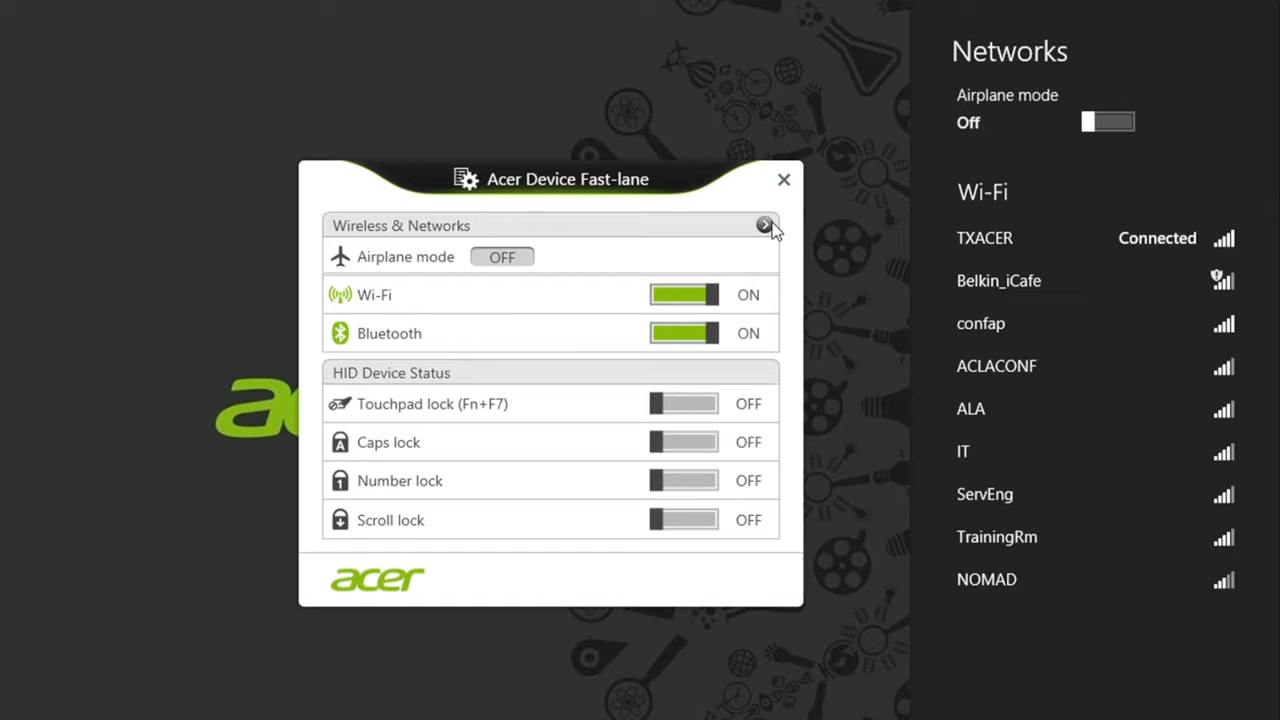 Acer Device Fast-lane
Wireless & Networks
Airplane mode OFF
Wi-Fi ON
Bluetooth ON
HID Device Status
Touchpad lock (Fn+F7) OFF
Caps lock OFF
Number lock OFF
Scroll lock OFF
acer
Networks
Airplane mode
Off
Wi-Fi
TXACER Connected
Belkin_iCafe
confap
ACLACONF
ALA
IT
ServEng
TrainingRm
NOMAD